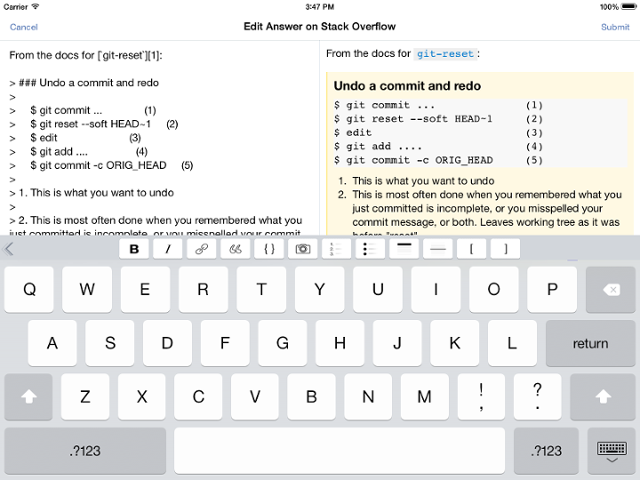 Carrier
3:47 PM
100%
Cancel
Edit Answer on Stack Overflow
Submit
From the docs for [`git-reset`][1]:
> ### Undo a commit and redo
>
> $ git commit ... (1)
> $ git reset --soft HEAD~1 (2)
> $ edit (3)
> $ git add .... (4)
> $ git commit -c ORIG_HEAD (5)
>
> 1. This is what you want to undo
>
> 2. This is most often done when you remembered what you
just committed is incomplete, or you misspelled your commit
From the docs for git-reset:
Undo a commit and redo
$ git commit ... (1)
$ git reset --soft HEAD~1 (2)
$ edit (3)
$ git add .... (4)
$ git commit -c ORIG_HEAD (5)
1. This is what you want to undo
2. This is most often done when you remembered what you
just committed is incomplete, or you misspelled your
commit message, or both. Leaves working tree as it was
before "reset".
B I {} [ ]
Q W E R T Y U I O P
A S D F G H J K L return
Z X C V B N M ! , ? .
.?123 .?123